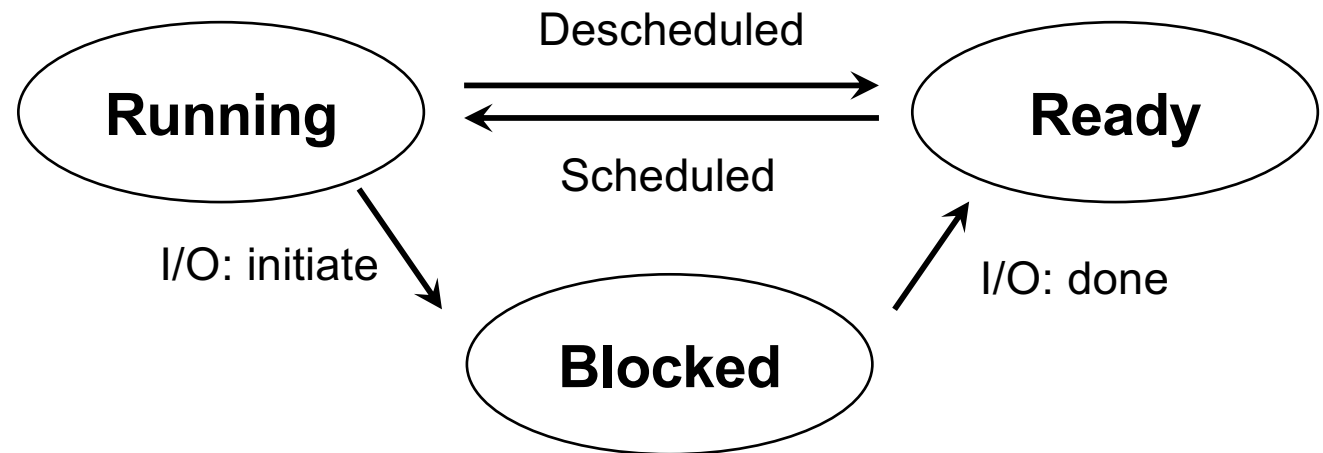 Descheduled
Running
Ready
Scheduled
I/O: initiate
I/O: done
Blocked